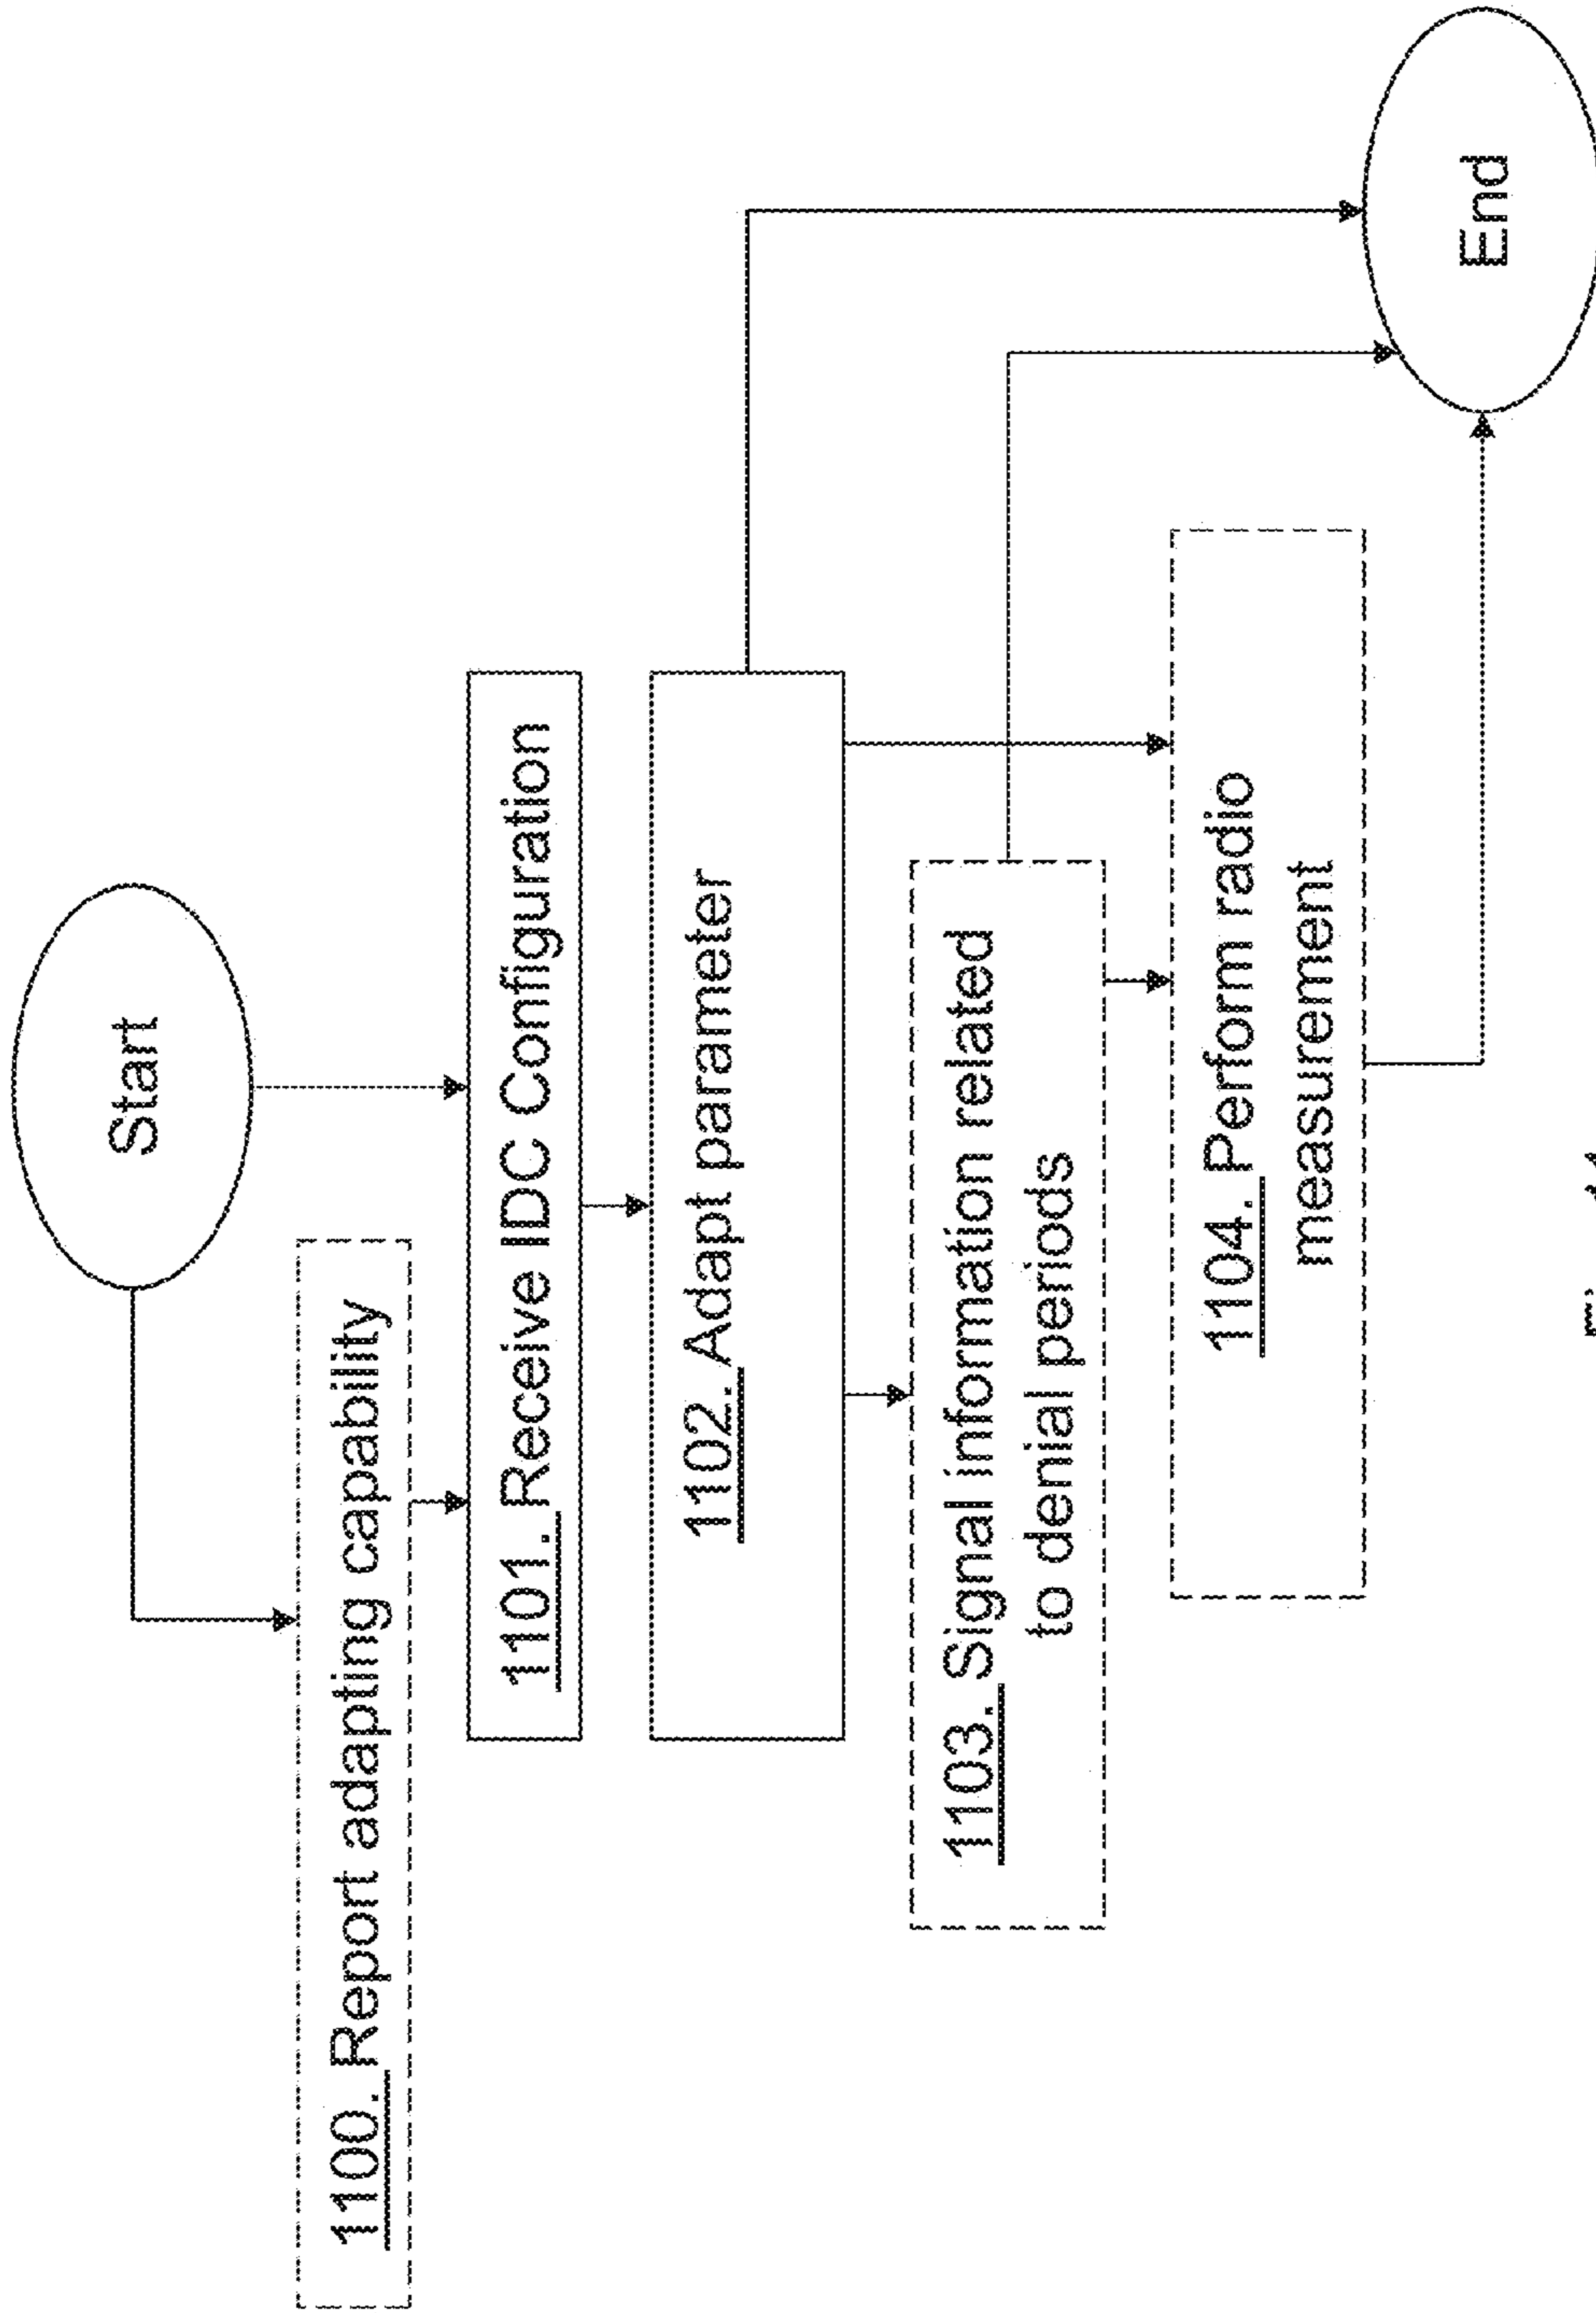 Start
1100. Report adapting capability
1101. Receive IDC Configuration
1102. Adapt parameter
1103. Signal information related
to denial periods
1104. Perform radio
measurement
End